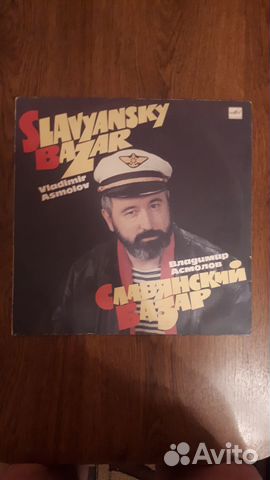 SLAVYANSKY
BAZAR
Vladimir
Asmolov
Владимир
Асмолов
Славянский
Базар
Avito